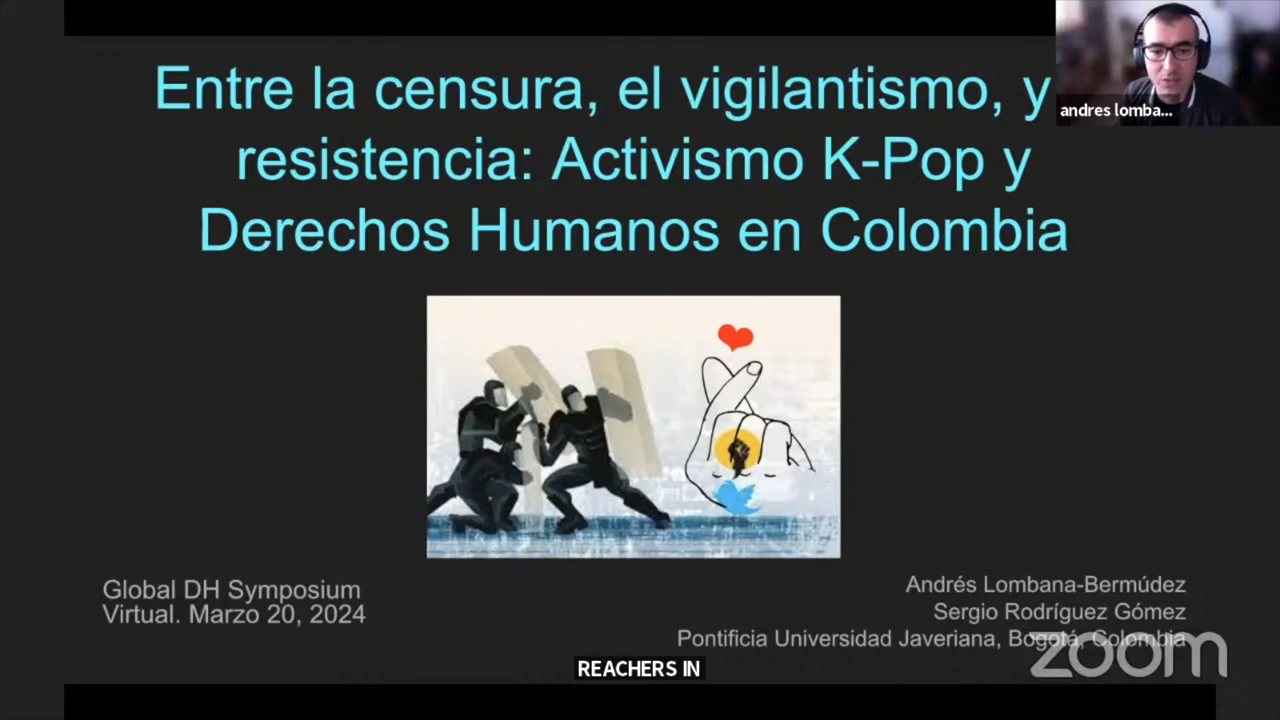 Entre la censura, el vigilantismo, y
resistencia: Activismo K-Pop y
Derechos Humanos en Colombia
andres lomba...
Global DH Symposium
Virtual. Marzo 20, 2024
Andrés Lombana-Bermúdez
Sergio Rodríguez Gómez
Pontificia Universidad Javeriana, Bogotá, Colombia
zoom
REACHERS IN